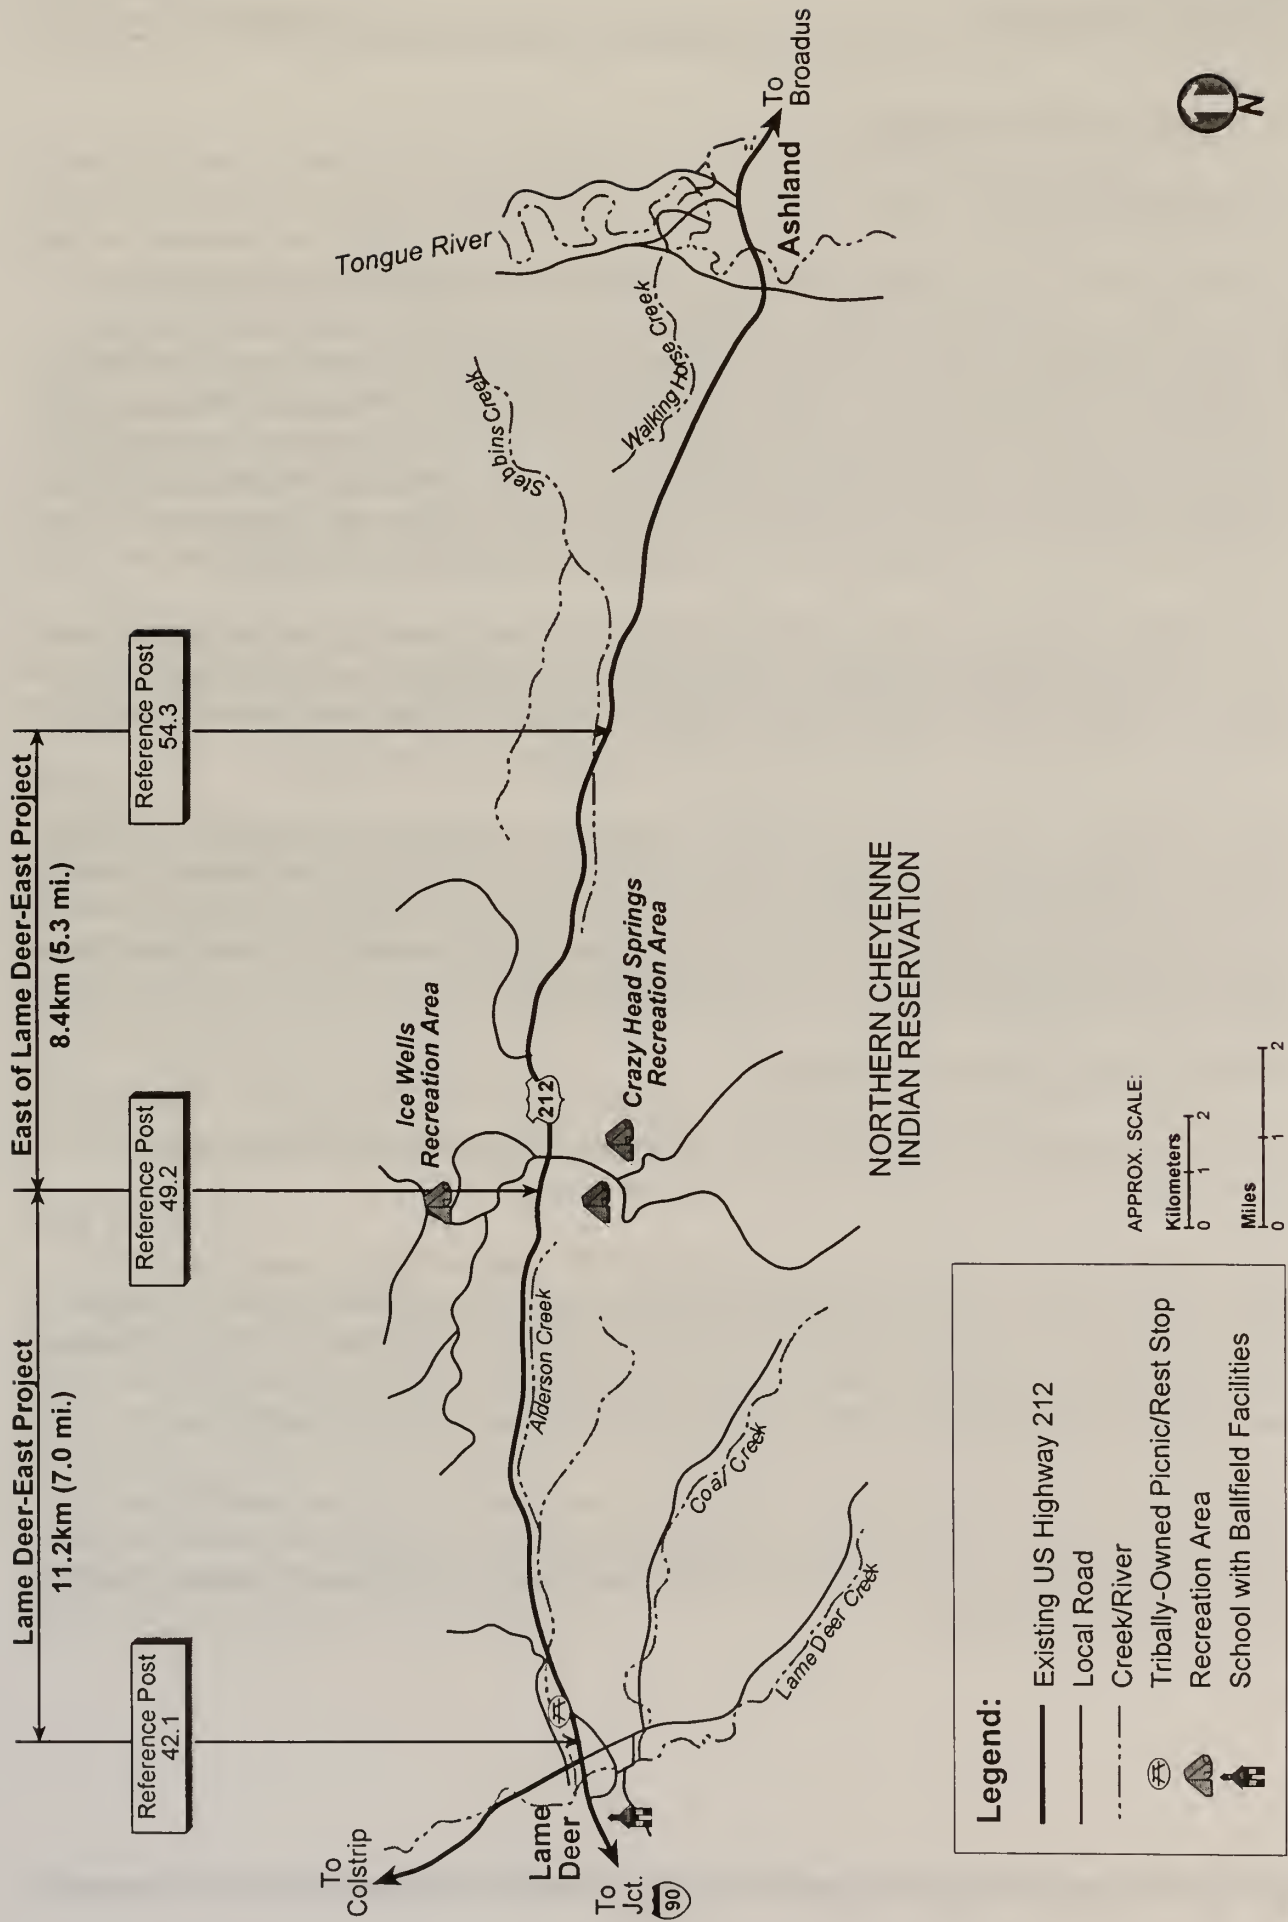 Lame Deer-East Project
11.2km (7.0 mi.)
East of Lame Deer-East Project
8.4km (5.3 mi.)
Reference Post
42.1
Reference Post
49.2
Reference Post
54.3
To
Colstrip
Lame
Deer
To
Jct.
90
Alderson Creek
Coal Creek
Lame Deer Creek
Ice Wells
Recreation Area
212
Crazy Head Springs
Recreation Area
Stebbins Creek
Walking Horse Creek
Tongue River
Ashland
To
Broadus
NORTHERN CHEYENNE
INDIAN RESERVATION
N
Legend:
Existing US Highway 212
Local Road
Creek/River
Tribally-Owned Picnic/Rest Stop
Recreation Area
School with Ballfield Facilities
APPROX. SCALE:
Kilometers
0 1 2
Miles
0 1 2